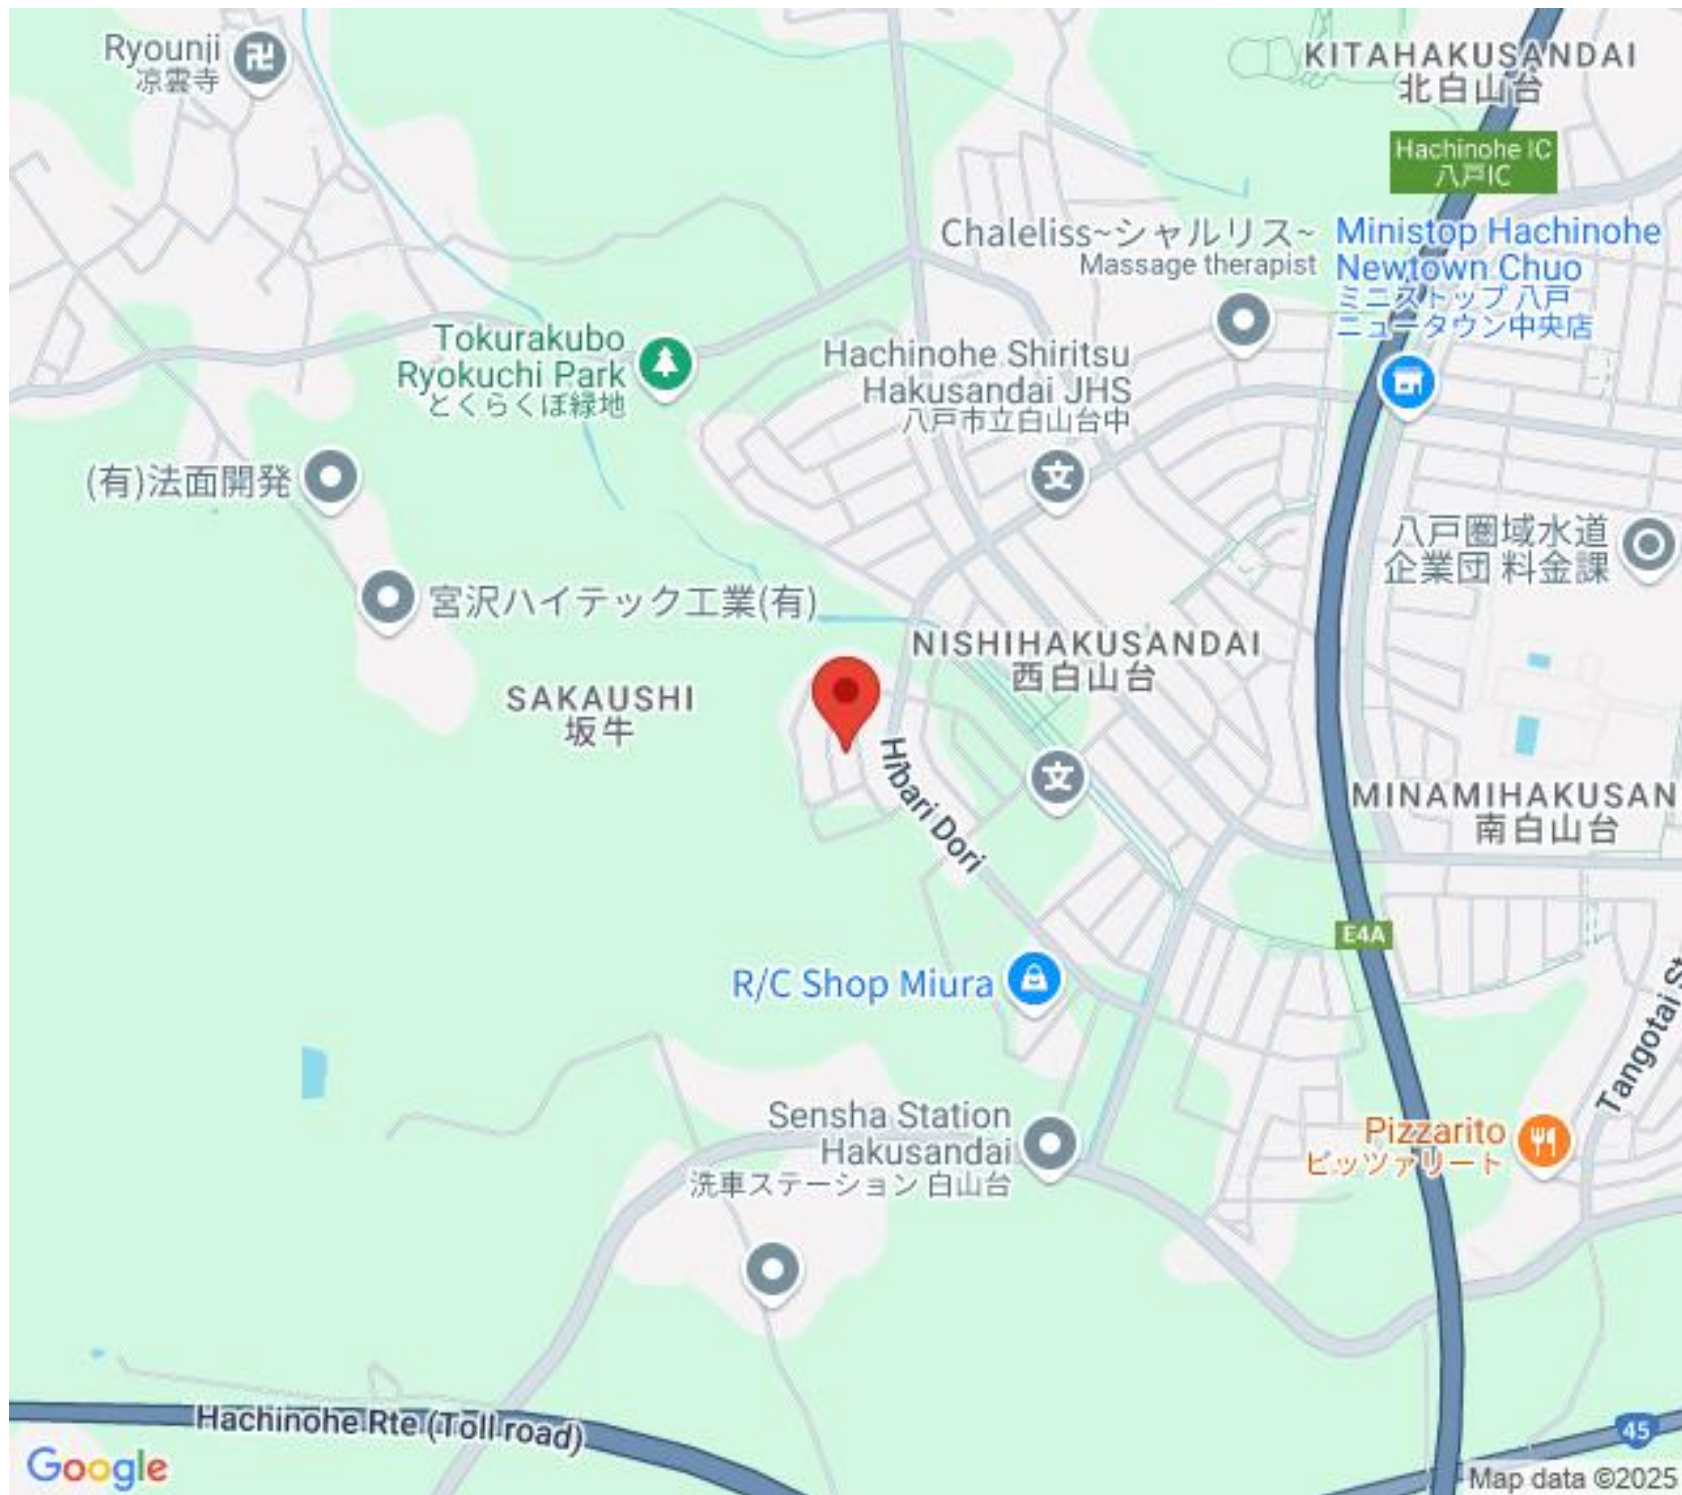 Ryounji
凉雲寺
KITAHAKUSANDAI
北白山台
Hachinohe IC
八戸IC
Chaleliss~シャルリス~
Massage therapist
Ministop Hachinohe
Newtown Chuo
ミニストップ 八戸
ニュータウン中央店
Tokurakubo
Ryokuchi Park
とくらくぼ緑地
Hachinohe Shiritsu
Hakusandai JHS
八戸市立白山台中
文
(有)法面開発
八戸圏域水道
企業団 料金課
宮沢ハイテック工業(有)
NISHIHAKUSANDAI
西白山台
SAKAUSHI
坂牛
Hibari Dori
文
MINAMIHAKUSAN
南白山台
E4A
R/C Shop Miura
Tangotai St
Sensha Station
Hakusandai
洗車ステーション 白山台
Pizzarito
ピッツァリート
Hachinohe Rte (Toll road)
45
Google
Map data ©2025